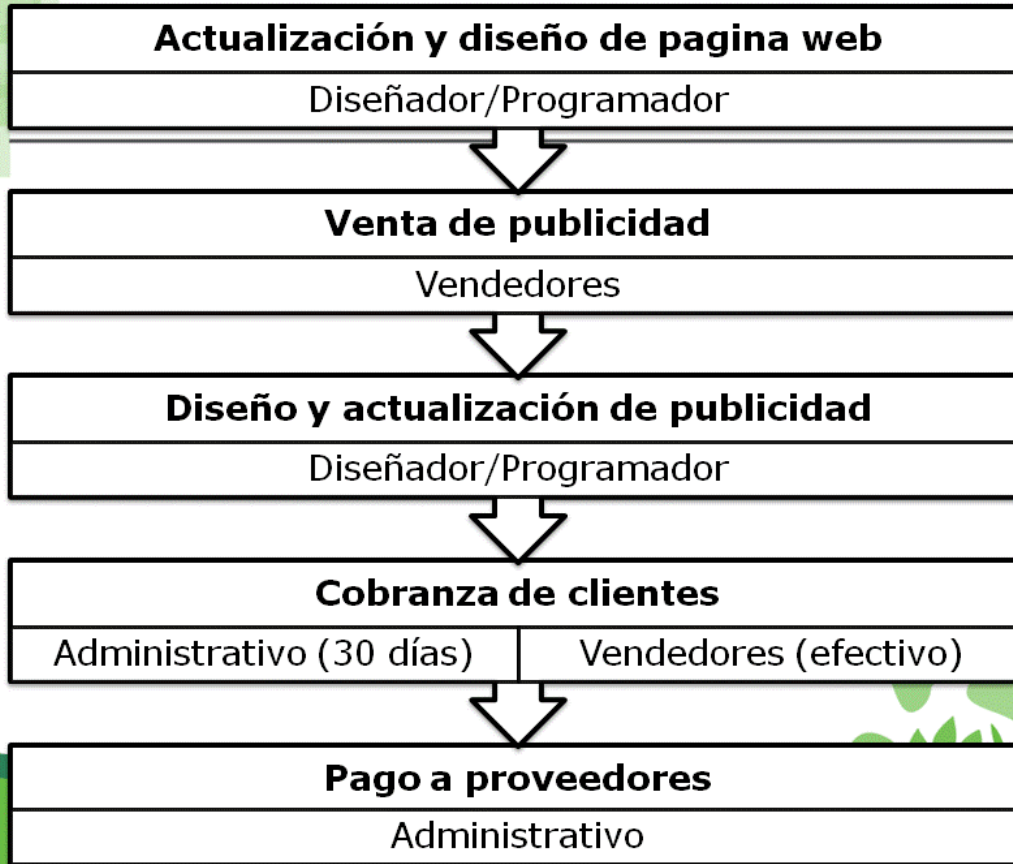 Actualización y diseño de pagina web
Diseñador/Programador
Venta de publicidad
Vendedores
Diseño y actualización de publicidad
Diseñador/Programador
Cobranza de clientes
Administrativo (30 días)
Vendedores (efectivo)
Pago a proveedores
Administrativo